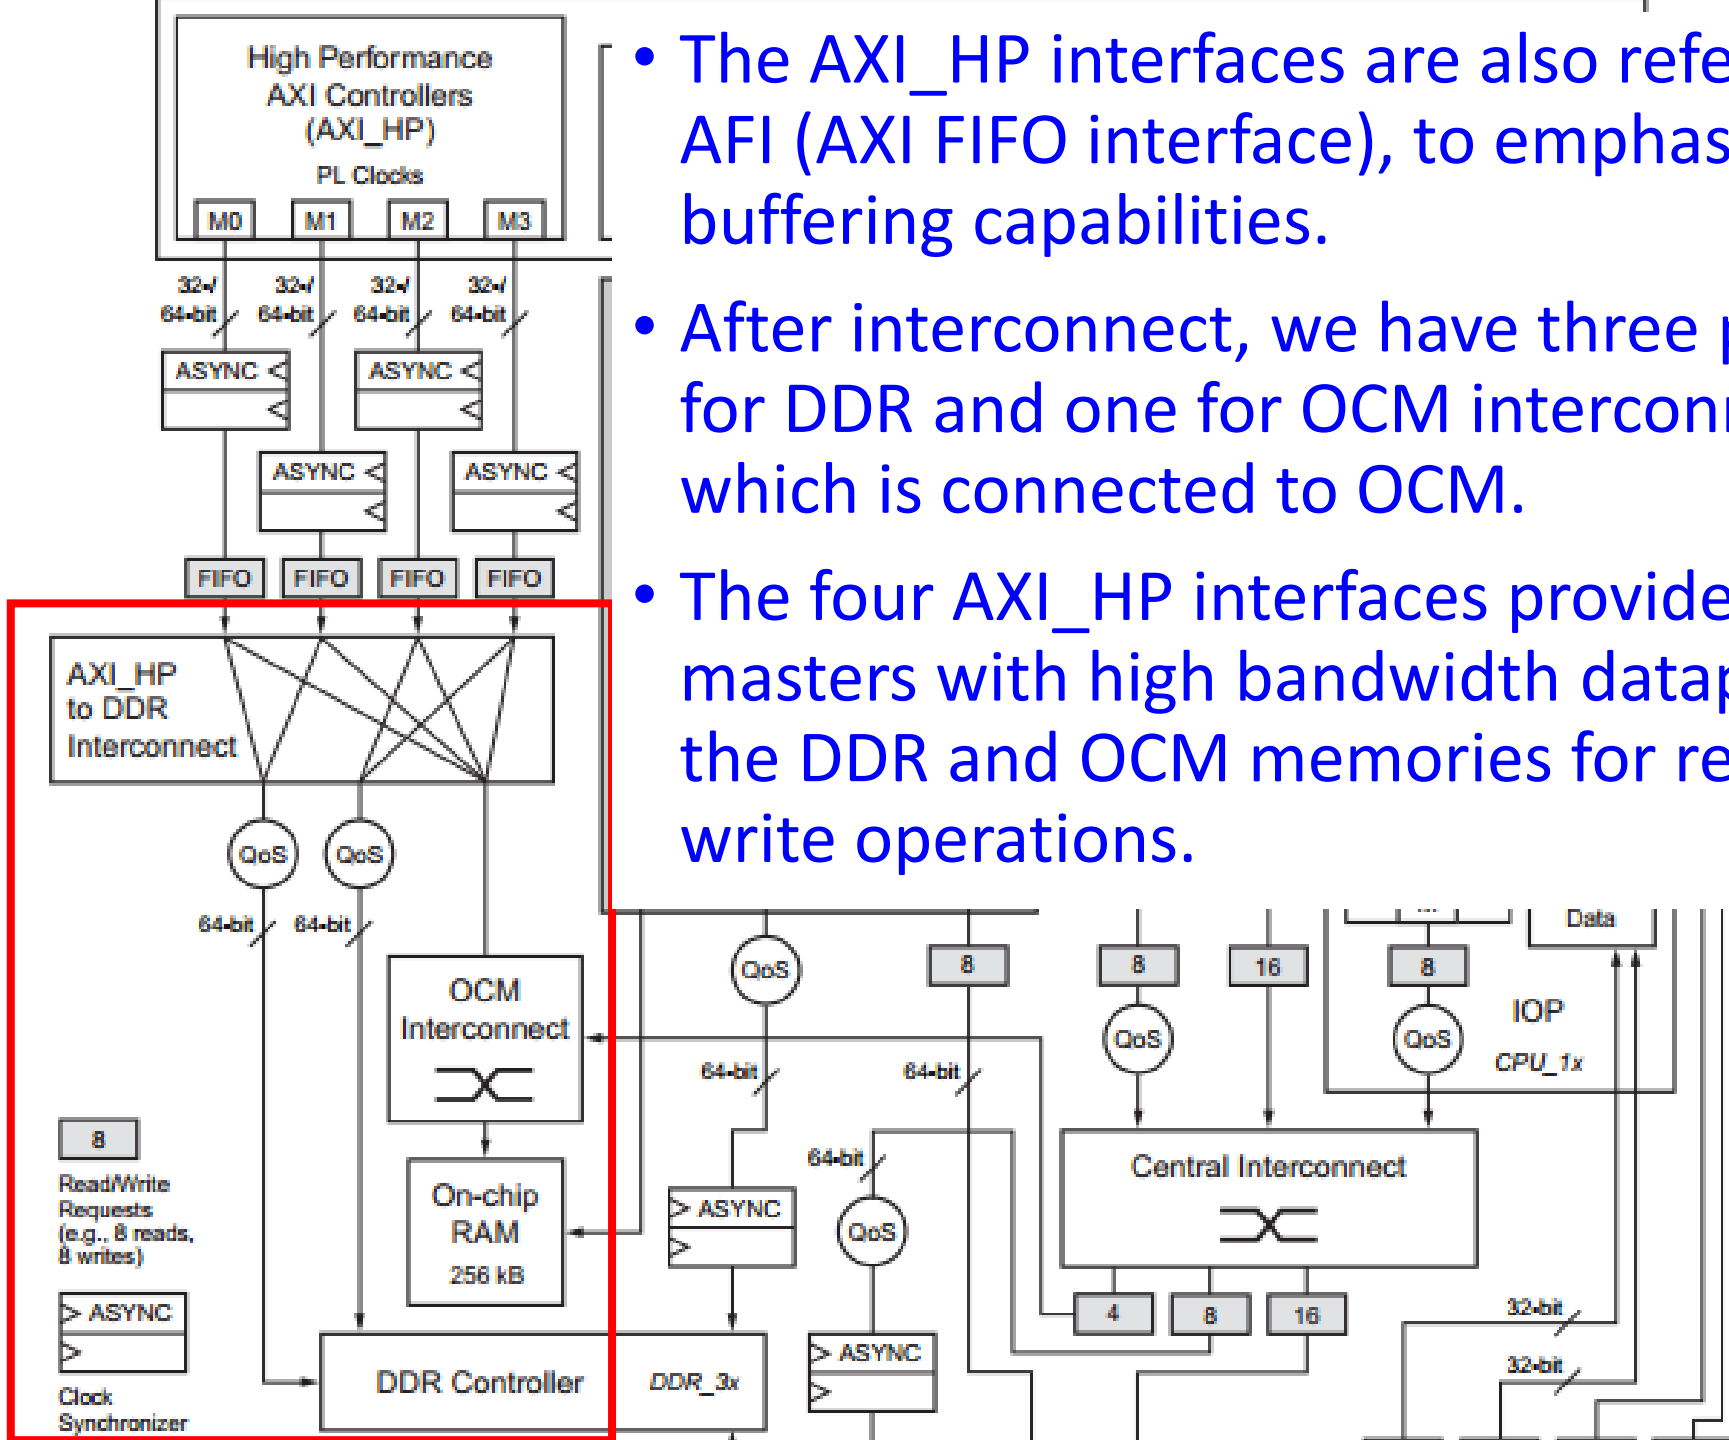 High Performance
AXI Controllers
(AXI_HP)
PL Clocks
M0 M1 M2 M3
32-/ 32-/ 32-/ 32-/
64-bit 64-bit 64-bit 64-bit
ASYNC ASYNC
ASYNC ASYNC
FIFO FIFO FIFO FIFO
• The AXI_HP interfaces are also
AFI (AXI FIFO interface), to
buffering capabilities.
• After interconnect, we have three
for DDR and one for OCM
which is connected to OCM.
• The four AXI_HP interfaces provide
masters with high bandwidth
the DDR and OCM memories for
write operations.
AXI_HP
to DDR
Interconnect
QoS QoS
64-bit 64-bit
OCM
Interconnect
8
Read/Write
Requests
(e.g., 8 reads,
8 writes)
On-chip
RAM
256 kB
ASYNC
Clock
Synchronizer
DDR Controller DDR_3x
Data
QoS 8 8 16 8
IOP
QoS QoS
CPU_1x
64-bit 64-bit
64-bit
Central Interconnect
ASYNC
QoS
4 8 16
ASYNC
32-bit
32-bit